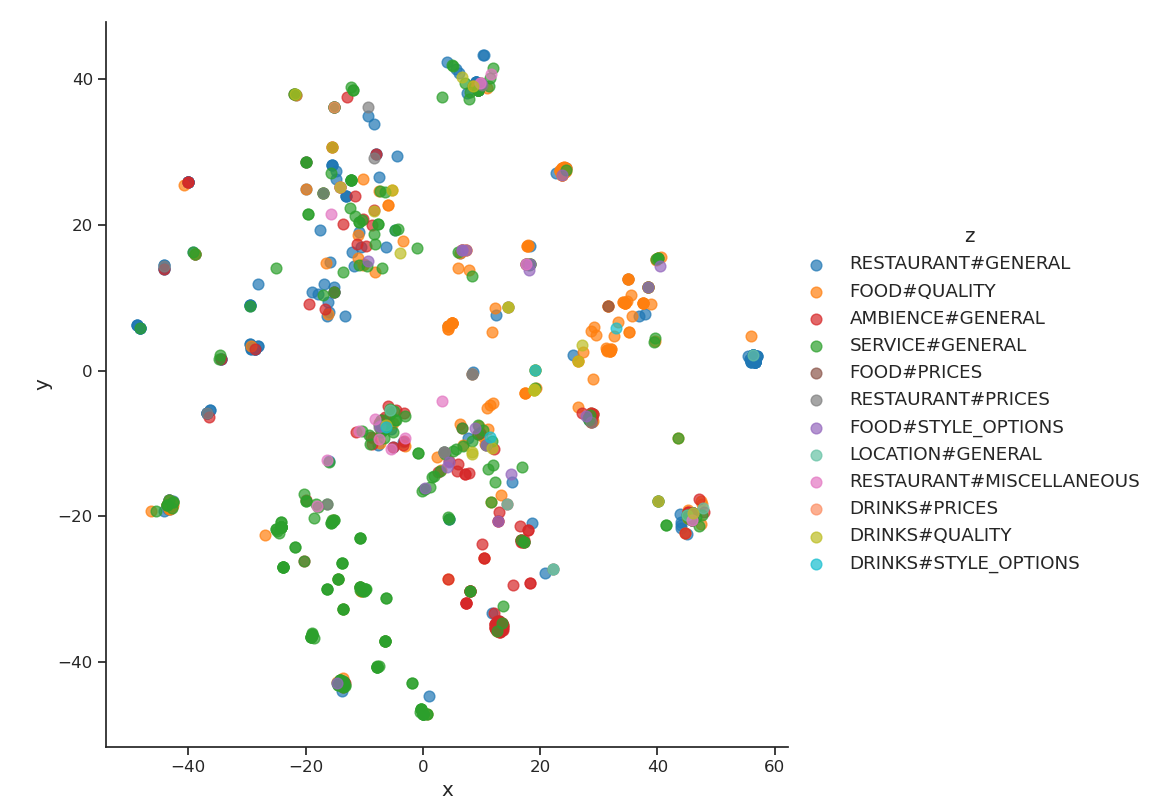 z
RESTAURANT#GENERAL
FOOD#QUALITY
AMBIENCE#GENERAL
SERVICE#GENERAL
FOOD#PRICES
RESTAURANT#PRICES
FOOD#STYLE_OPTIONS
LOCATION#GENERAL
RESTAURANT#MISCELLANEOUS
DRINKS#PRICES
DRINKS#QUALITY
DRINKS#STYLE_OPTIONS
y
40
20
0
−20
−40
−40 −20 0 20 40 60
x